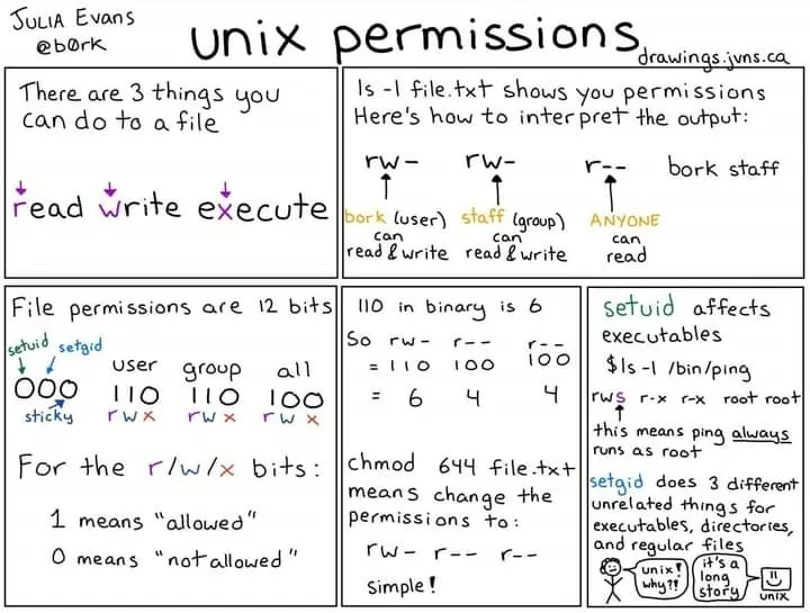 JULIA EVANS
@b0rk
unix permissions
drawings.jvns.ca
There are 3 things you
can do to a file
read write execute
ls -l file.txt shows you permissions
Here's how to interpret the output:
rw- rw- r-- bork staff
bork (user) staff (group) ANYONE
can can can
read & write read & write read
File permissions are 12 bits
setuid setgid
user group all
000 110 110 100
sticky rwx rwx rwx
For the r/w/x bits:
1 means "allowed"
0 means "not allowed"
110 in binary is 6
So rw- r-- r--
= 110 100 100
= 6 4 4
chmod 644 file.txt
means change the
permissions to:
rw- r-- r--
simple!
setuid affects
executables
$ls -l /bin/ping
rws r-x r-x root root
this means ping always
runs as root
setgid does 3 different
unrelated things for
executables, directories,
and regular files
unix!
why?!
it's a
long
story
unix